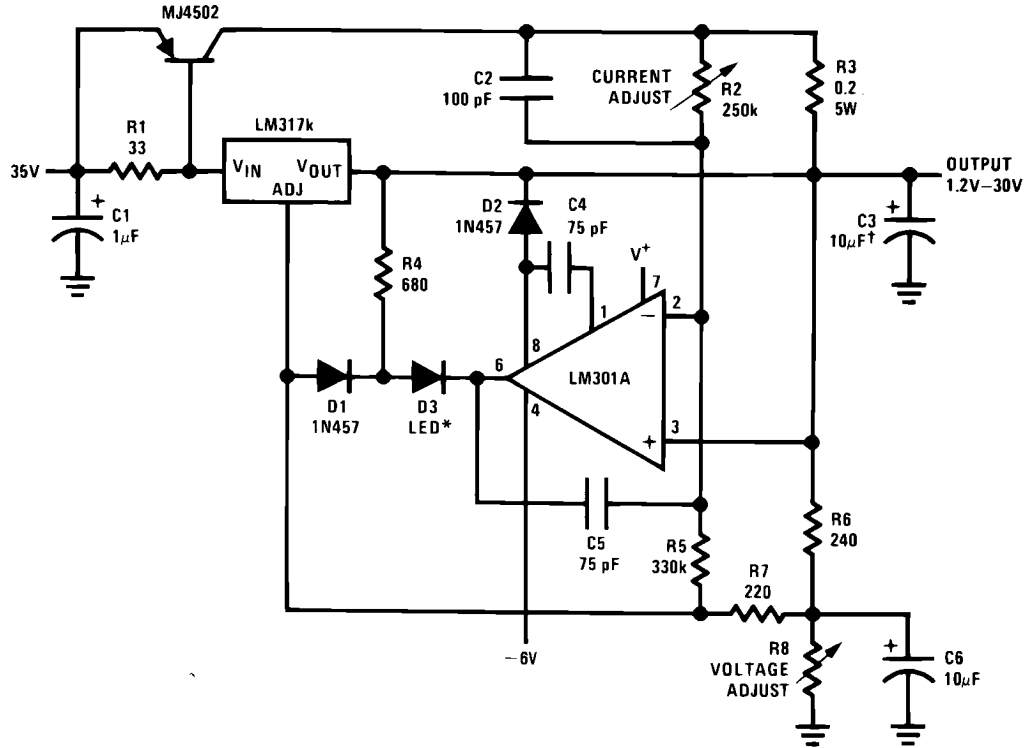 MJ4502
C2
100 pF
CURRENT
ADJUST
R2
250k
R3
0.2
5W
R1
33
LM317k
35V
VIN
VOUT
ADJ
OUTPUT
1.2V–30V
+
C1
1µF
D2
1N457
C4
75 pF
+
C3
10µF†
R4
680
V+
7
1
2
−
8
6
LM301A
4
D1
1N457
D3
LED*
3
+
C5
75 pF
R5
330k
R6
240
R7
220
−6V
R8
VOLTAGE
ADJUST
+
C6
10µF